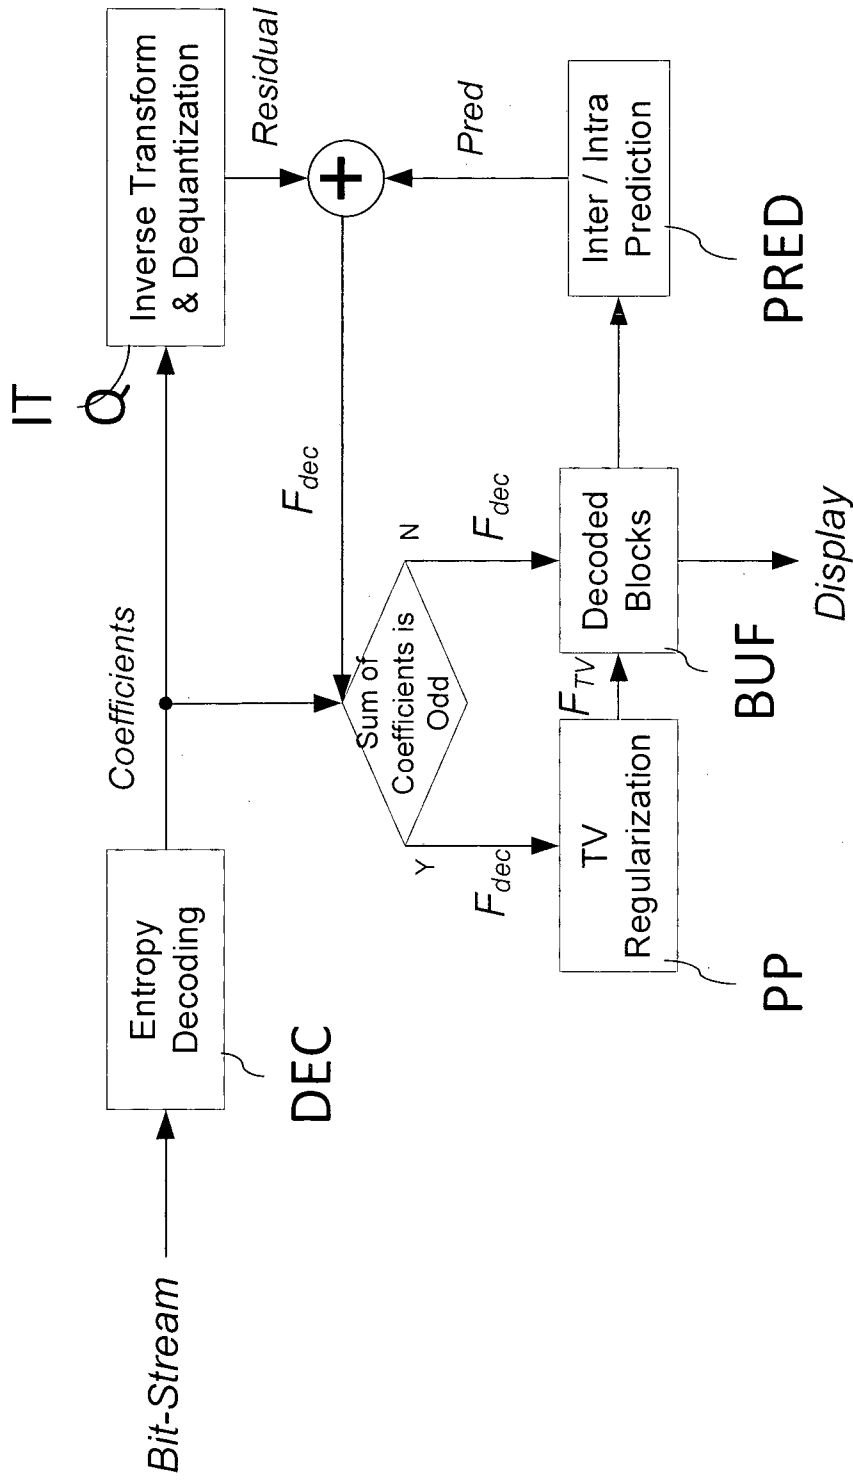 Bit-Stream
Entropy
Decoding
DEC
Coefficients
IT
Q
Inverse Transform
& Dequantization
Residual
F_dec
Sum of
Coefficients is
Odd
Y
F_dec
N
F_dec
TV
Regularization
PP
F_TV
Decoded
Blocks
BUF
Display
Inter / Intra
Prediction
PRED
Pred
+